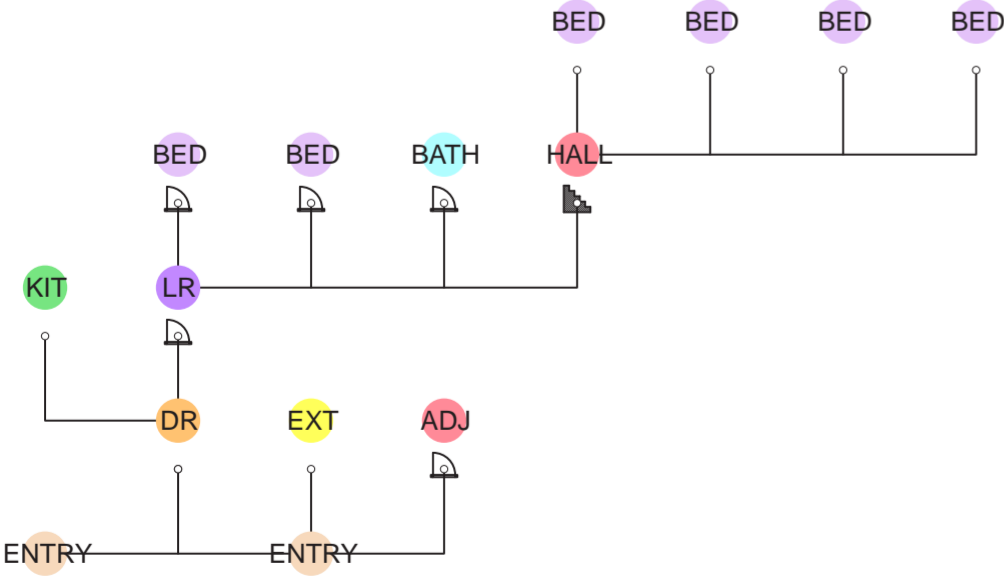 BED BED BED BED
BED BED BATH HALL
KIT LR
DR EXT ADJ
ENTRY ENTRY